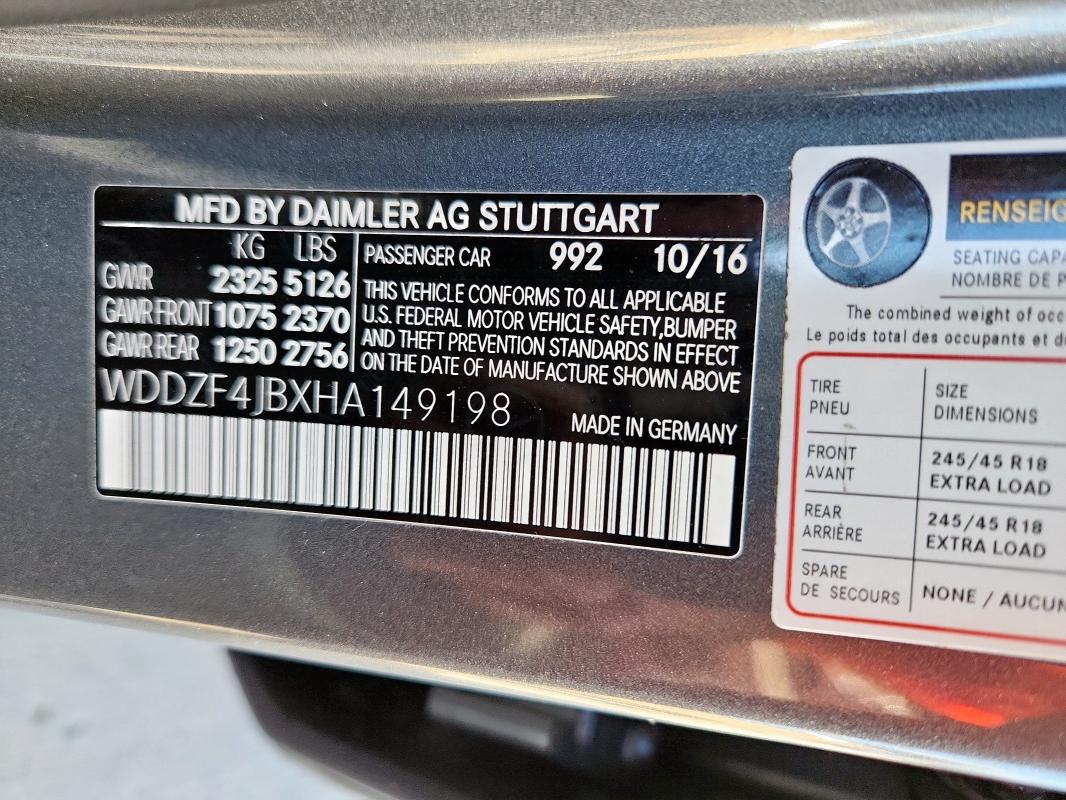 MFD BY DAIMLER AG STUTTGART
KG LBS
GVWR 2325 5126
GAWR FRONT 1075 2370
GAWR REAR 1250 2756
PASSENGER CAR 992 10/16
THIS VEHICLE CONFORMS TO ALL APPLICABLE
U.S. FEDERAL MOTOR VEHICLE SAFETY,BUMPER
AND THEFT PREVENTION STANDARDS IN EFFECT
ON THE DATE OF MANUFACTURE SHOWN ABOVE
WDDZF4JBXHA149198
MADE IN GERMANY
RENSEIG
SEATING CAPA
NOMBRE DE P
The combined weight of occ
Le poids total des occupants et d
TIRE SIZE
PNEU DIMENSIONS
FRONT 245/45 R18
AVANT EXTRA LOAD
REAR 245/45 R18
ARRIÈRE EXTRA LOAD
SPARE
DE SECOURS NONE / AUCUN